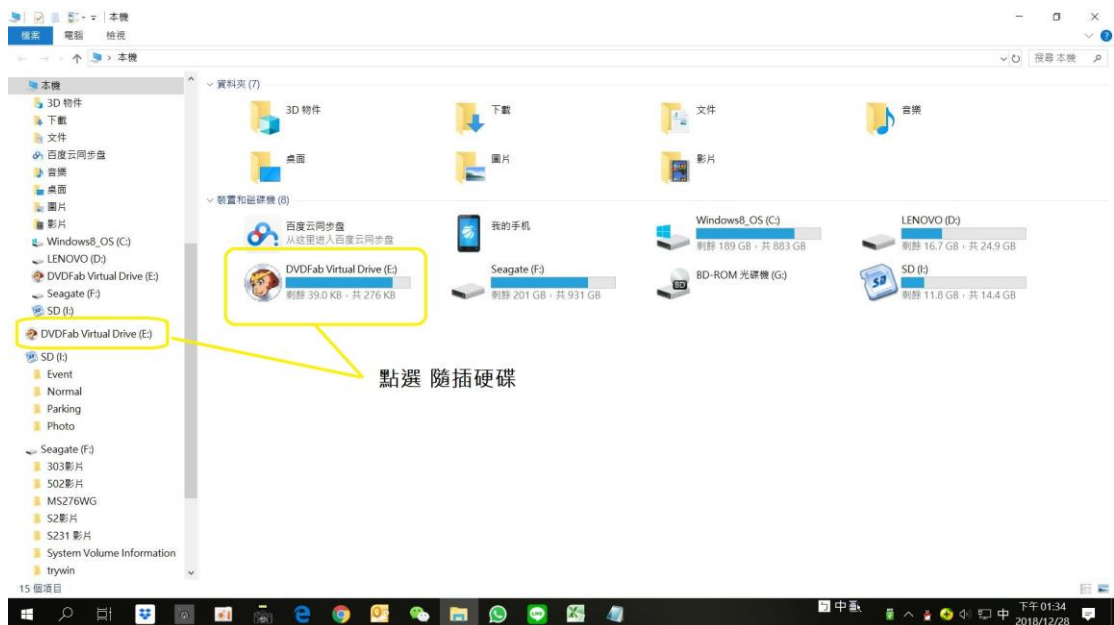 本機
檔案 電腦 檢視
本機
搜尋 本機
本機
3D 物件
下載
文件
百度云同步盘
音樂
桌面
圖片
影片
Windows8_OS (C:)
LENOVO (D:)
DVDFab Virtual Drive (E:)
Seagate (F:)
SD (I:)
DVDFab Virtual Drive (E:)
SD (I:)
Event
Normal
Parking
Photo
Seagate (F:)
303影片
502影片
MS276WG
S2影片
S231 影片
System Volume Information
trywin
資料夾 (7)
3D 物件
下載
文件
音樂
桌面
圖片
影片
裝置和磁碟機 (8)
百度云同步盘
从这里进入百度云同步盘
我的手机
Windows8_OS (C:)
剩餘 189 GB，共 883 GB
LENOVO (D:)
剩餘 16.7 GB，共 24.9 GB
DVDFab Virtual Drive (E:)
剩餘 39.0 KB，共 276 KB
Seagate (F:)
剩餘 201 GB，共 931 GB
BD-ROM 光碟機 (G:)
BD
SD (I:)
SD
剩餘 11.8 GB，共 14.4 GB
點選 隨插硬碟
15 個項目
中
中
下午 01:34
2018/12/28